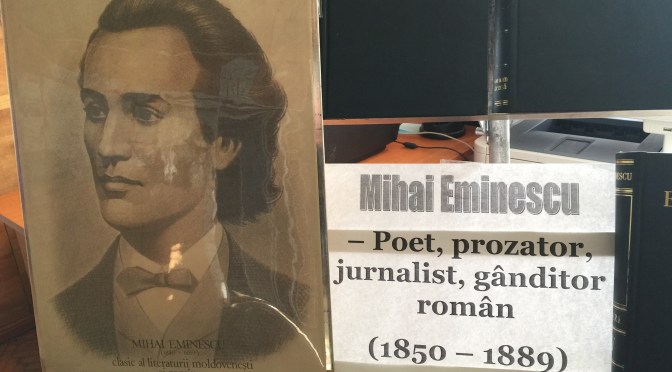 MIHAI EMINESCU
clasic al literaturii moldovenești
Mihai Eminescu
– Poet, prozator,
jurnalist, gânditor
român
(1850 – 1889)